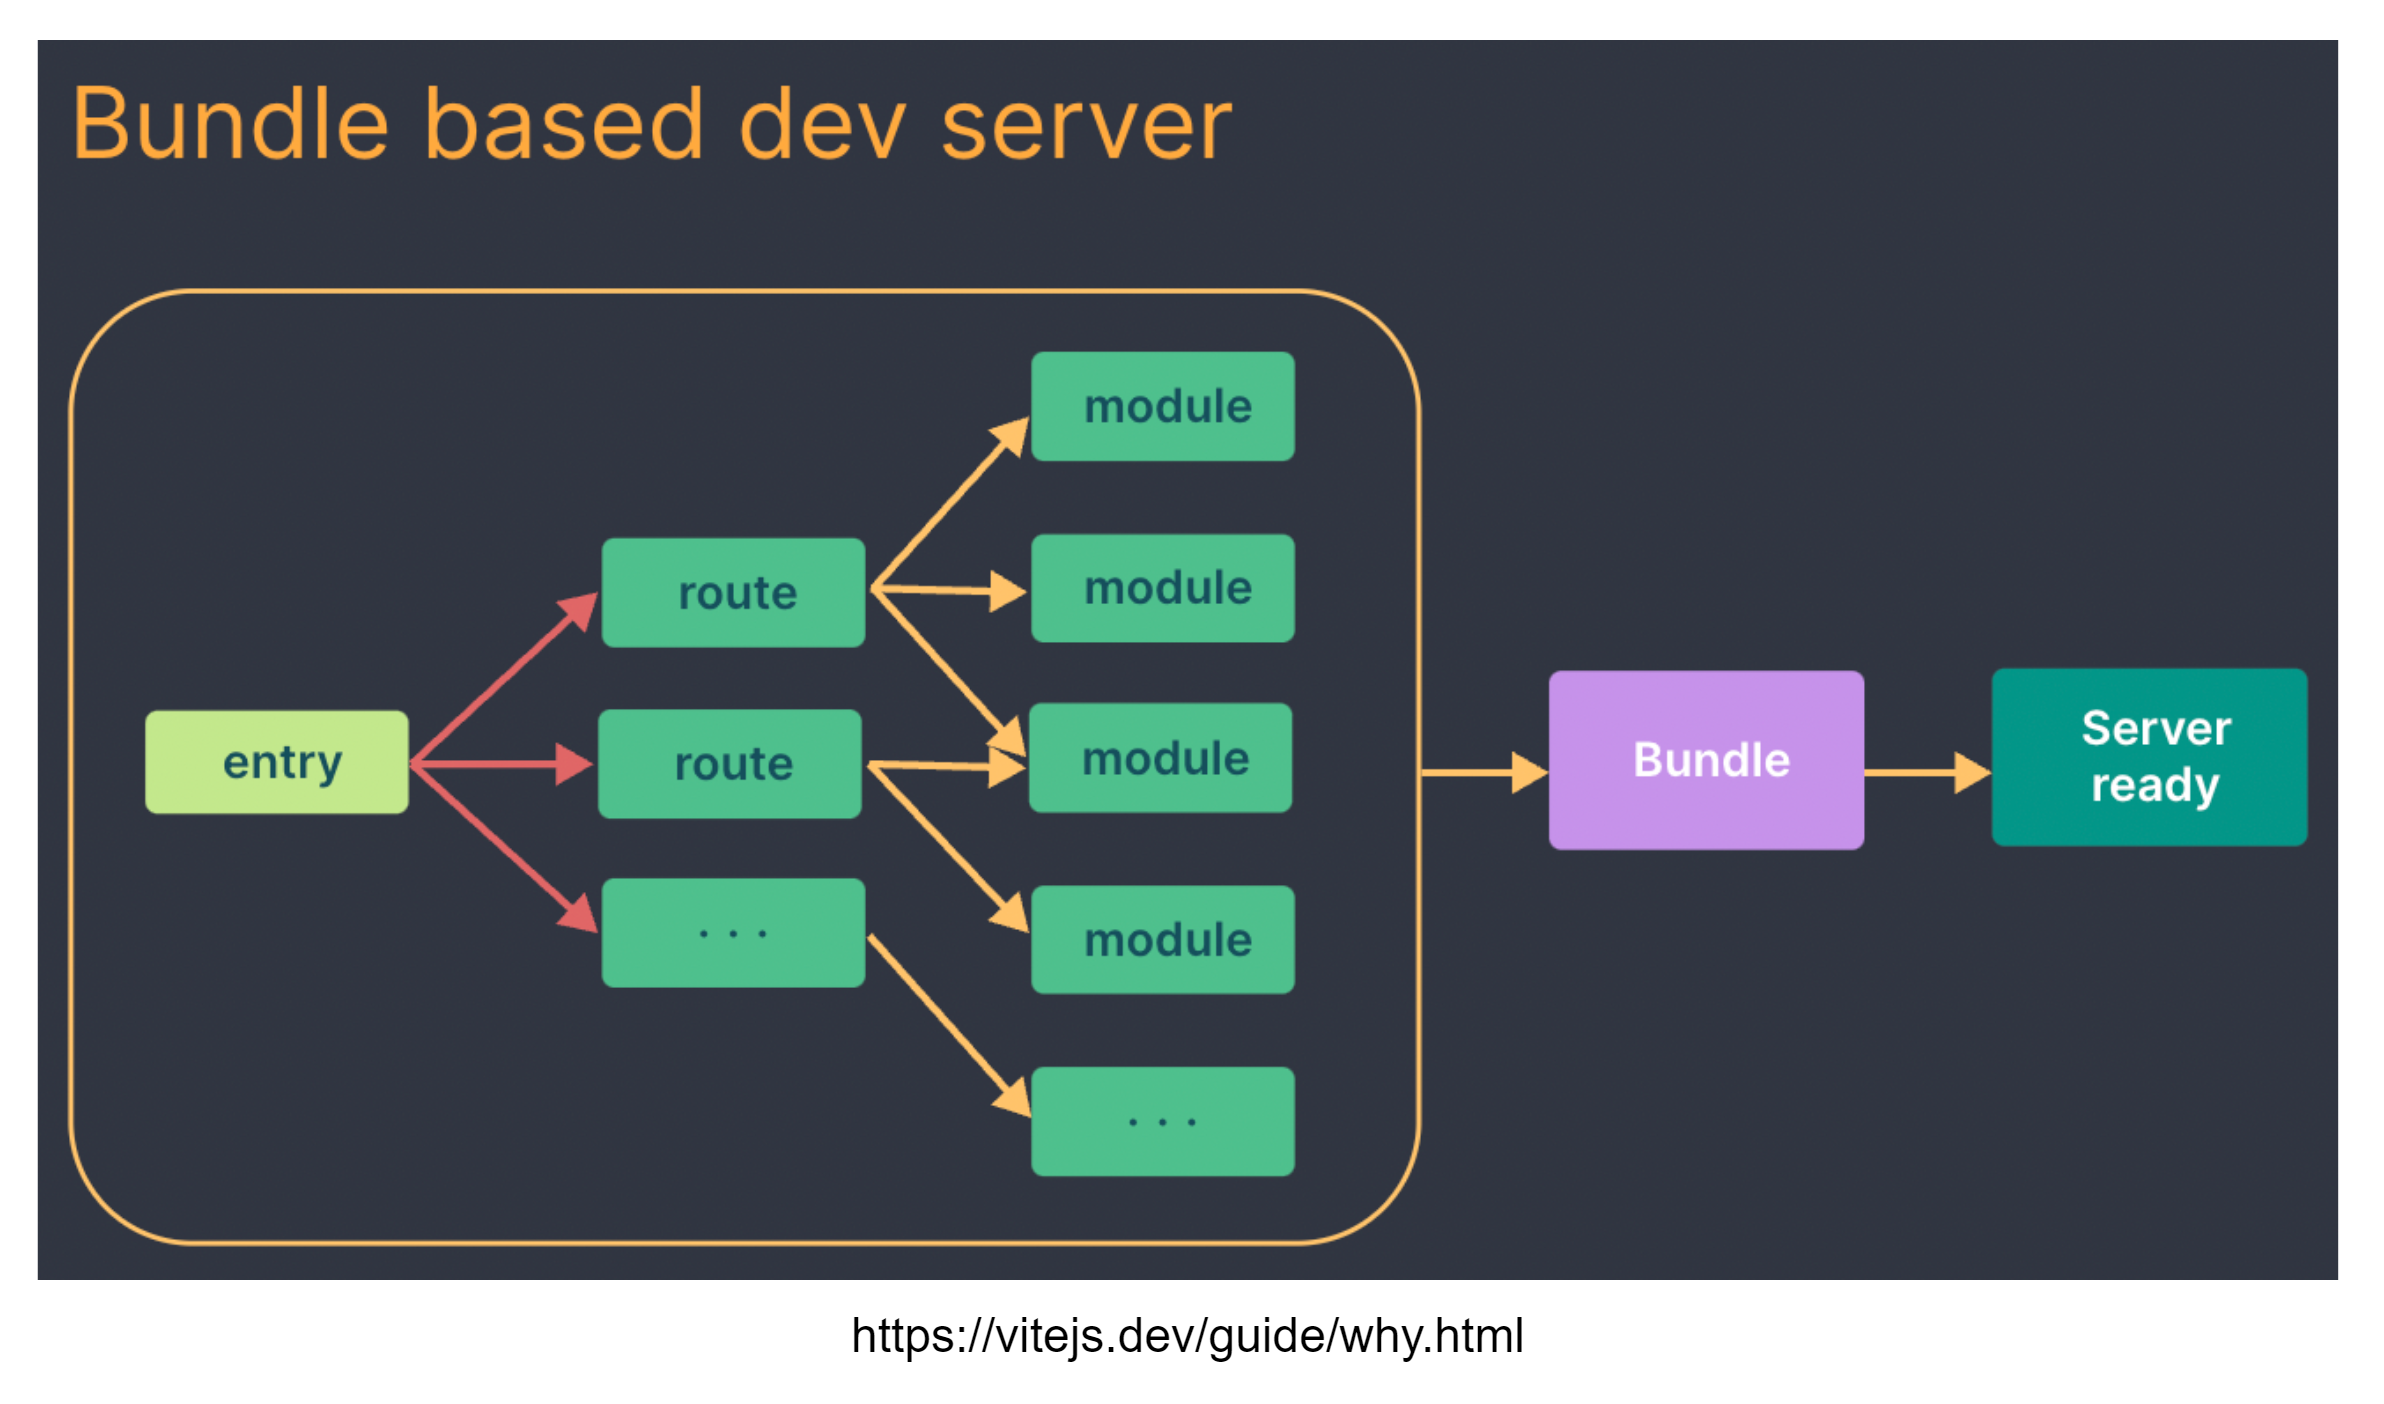 Bundle based dev server
entry
route
route
· · ·
module
module
module
module
· · ·
Bundle
Server
ready
https://vitejs.dev/guide/why.html